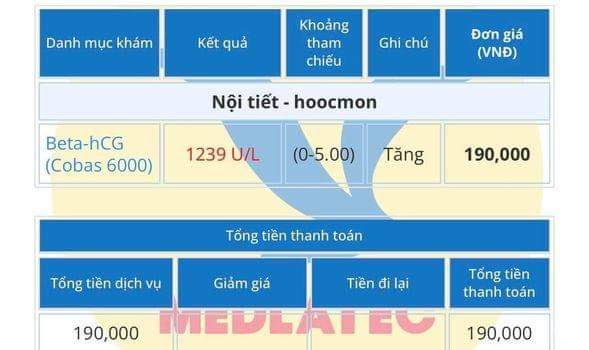 Danh mục khám
Kết quả
Khoảng
tham
chiếu
Ghi chú
Đơn giá
(VNĐ)
Nội tiết - hoocmon
Beta-hCG
(Cobas 6000)
1239 U/L
(0-5.00)
Tăng
190,000
Tổng tiền thanh toán
Tổng tiền dịch vụ
Giảm giá
Tiền đi lại
Tổng tiền
thanh toán
MEDLATEC
190,000
190,000